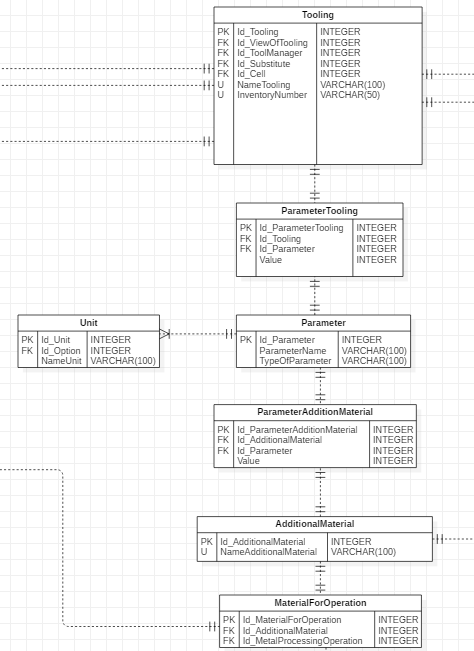 Tooling
PK Id_Tooling INTEGER
FK Id_ViewOfTooling INTEGER
FK Id_ToolManager INTEGER
FK Id_Substitute INTEGER
FK Id_Cell INTEGER
U NameTooling VARCHAR(100)
U InventoryNumber VARCHAR(50)
ParameterTooling
PK Id_ParameterTooling INTEGER
FK Id_Tooling INTEGER
FK Id_Parameter INTEGER
Value INTEGER
Unit
PK Id_Unit INTEGER
FK Id_Option INTEGER
NameUnit VARCHAR(100)
Parameter
PK Id_Parameter INTEGER
ParameterName VARCHAR(100)
TypeOfParameter VARCHAR(100)
ParameterAdditionMaterial
PK Id_ParameterAdditionMaterial INTEGER
FK Id_AdditionalMaterial INTEGER
FK Id_Parameter INTEGER
Value INTEGER
AdditionalMaterial
PK Id_AdditionalMaterial INTEGER
U NameAdditionalMaterial VARCHAR(100)
MaterialForOperation
PK Id_MaterialForOperation INTEGER
FK Id_AdditionalMaterial INTEGER
FK Id_MetalProcessingOperation INTEGER